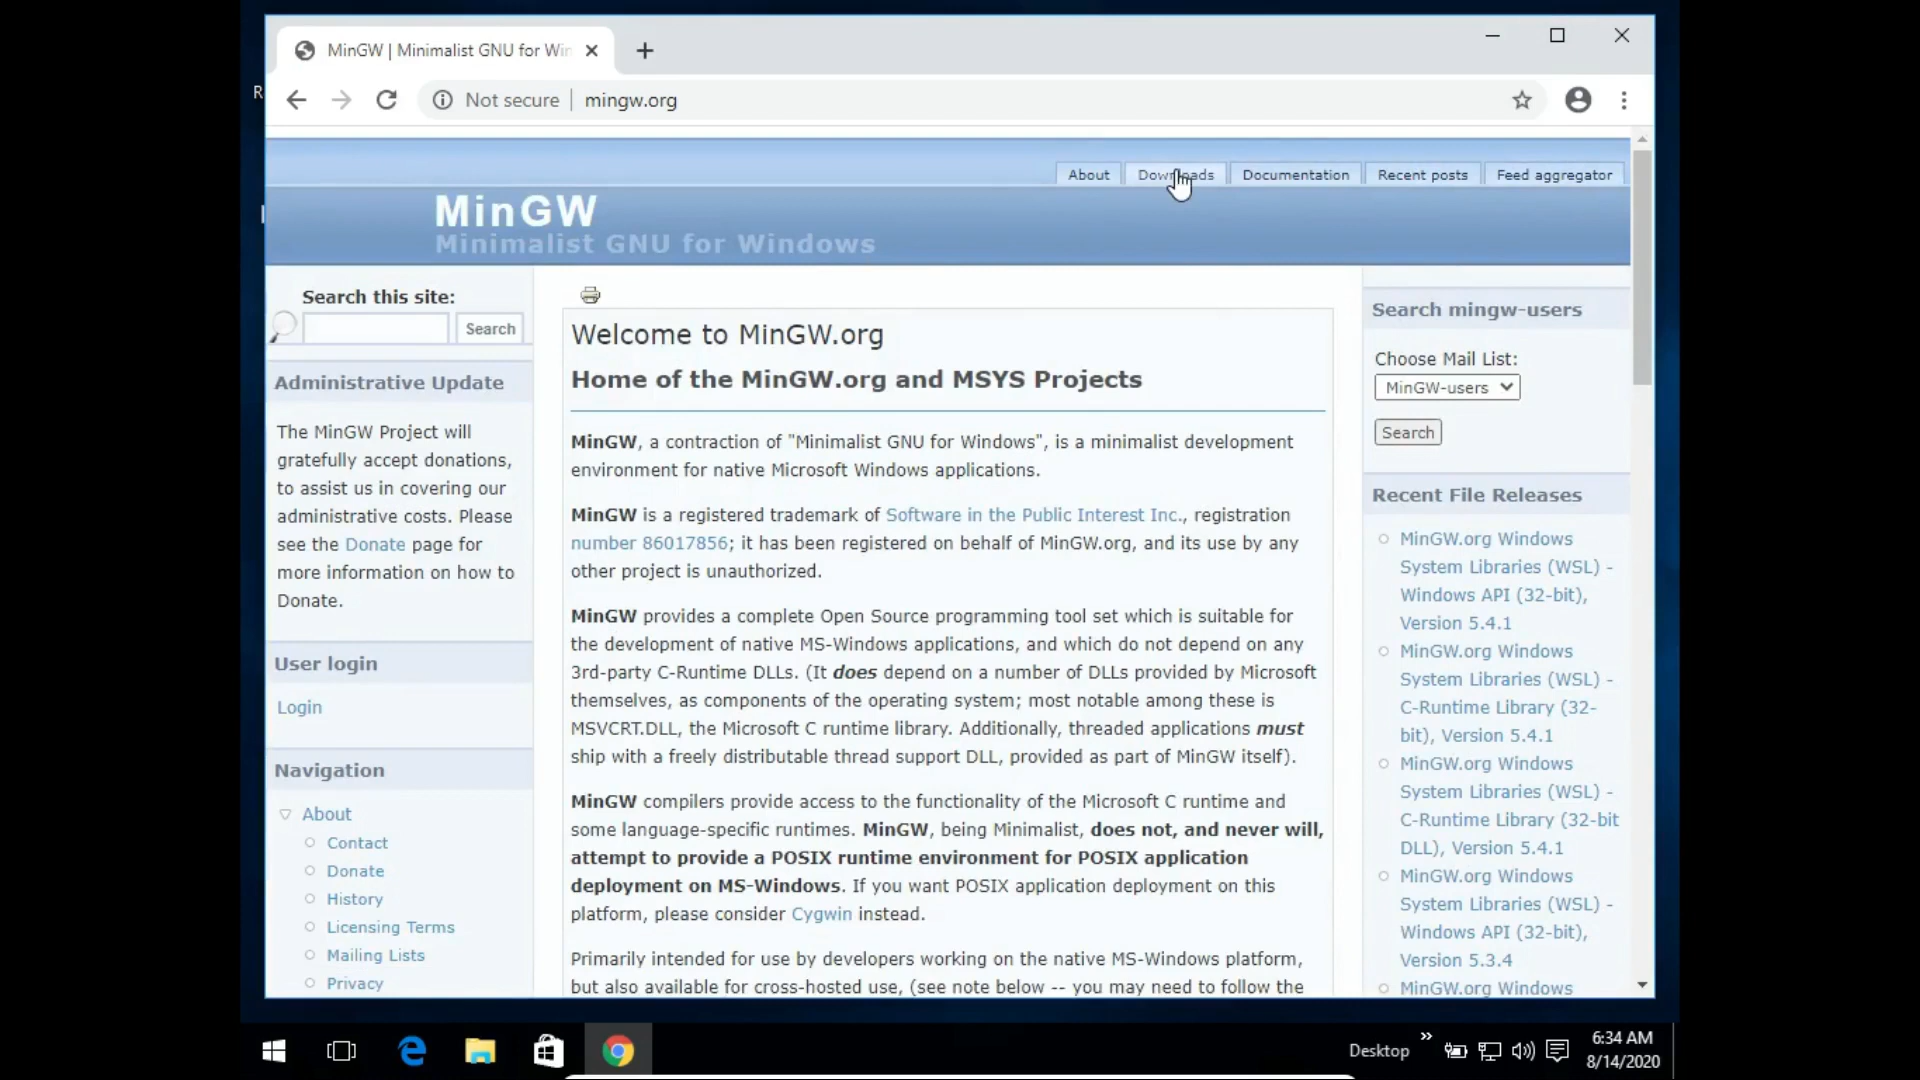 MinGW | Minimalist GNU for Win
Not secure
mingw.org
R
About
Downloads
Documentation
Recent posts
Feed aggregator
MinGW
Minimalist GNU for Windows
Search this site:
Search
Administrative Update
The MinGW Project will
gratefully accept donations,
to assist us in covering our
administrative costs. Please
see the Donate page for
more information on how to
Donate.
User login
Login
Navigation
About
Contact
Donate
History
Licensing Terms
Mailing Lists
Privacy
Welcome to MinGW.org
Home of the MinGW.org and MSYS Projects
MinGW, a contraction of "Minimalist GNU for Windows", is a minimalist development
environment for native Microsoft Windows applications.
MinGW is a registered trademark of Software in the Public Interest Inc., registration
number 86017856; it has been registered on behalf of MinGW.org, and its use by any
other project is unauthorized.
MinGW provides a complete Open Source programming tool set which is suitable for
the development of native MS-Windows applications, and which do not depend on any
3rd-party C-Runtime DLLs. (It does depend on a number of DLLs provided by Microsoft
themselves, as components of the operating system; most notable among these is
MSVCRT.DLL, the Microsoft C runtime library. Additionally, threaded applications must
ship with a freely distributable thread support DLL, provided as part of MinGW itself).
MinGW compilers provide access to the functionality of the Microsoft C runtime and
some language-specific runtimes. MinGW, being Minimalist, does not, and never will,
attempt to provide a POSIX runtime environment for POSIX application
deployment on MS-Windows. If you want POSIX application deployment on this
platform, please consider Cygwin instead.
Primarily intended for use by developers working on the native MS-Windows platform,
but also available for cross-hosted use, (see note below -- you may need to follow the
Search mingw-users
Choose Mail List:
MinGW-users
Search
Recent File Releases
MinGW.org Windows
System Libraries (WSL) -
Windows API (32-bit),
Version 5.4.1
MinGW.org Windows
System Libraries (WSL) -
C-Runtime Library (32-
bit), Version 5.4.1
MinGW.org Windows
System Libraries (WSL) -
C-Runtime Library (32-bit
DLL), Version 5.4.1
MinGW.org Windows
System Libraries (WSL) -
Windows API (32-bit),
Version 5.3.4
MinGW.org Windows
Desktop
6:34 AM
8/14/2020